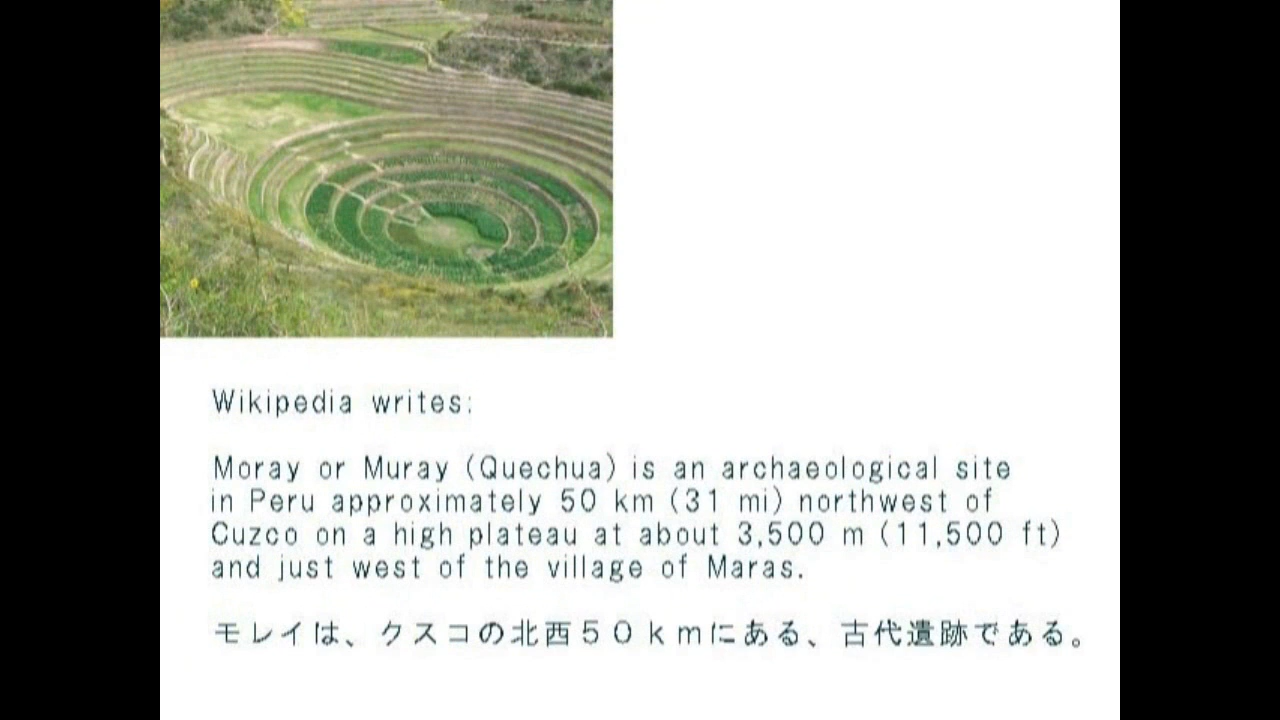 Wikipedia writes:
Moray or Muray (Quechua) is an archaeological site
in Peru approximately 50 km (31 mi) northwest of
Cuzco on a high plateau at about 3,500 m (11,500 ft)
and just west of the village of Maras.
モレイは、クスコの北西５０ｋｍにある、古代遺跡である。